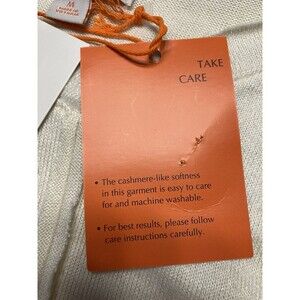 M
TAKE
CARE
• The cashmere-like softness
in this garment is easy to care
for and machine washable.
• For best results, please follow
care instructions carefully.